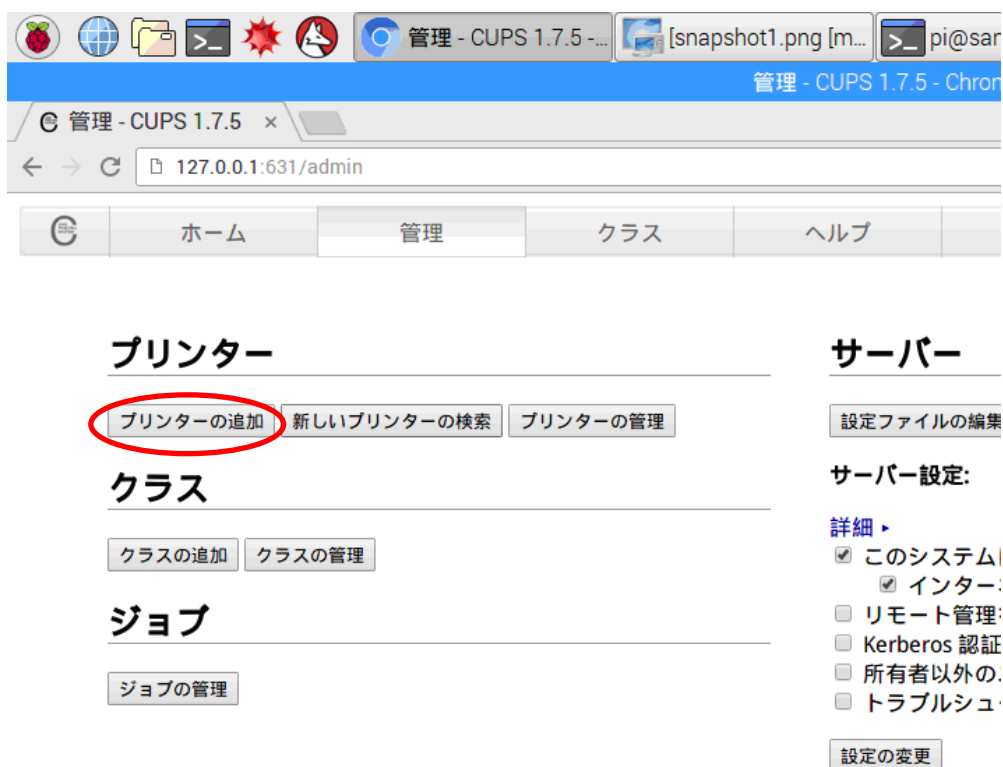 管理 - CUPS 1.7.5 -... [snapshot1.png [m... pi@
管理 - CUPS 1.7.5 -
管理 - CUPS 1.7.5 ×
127.0.0.1:631/admin
ホーム 管理 クラス ヘルプ
プリンター
プリンターの追加 新しいプリンターの検索 プリンターの管理
クラス
クラスの追加 クラスの管理
ジョブ
ジョブの管理
サーバー
設定ファイルの編集
サーバー設定:
詳細 ▸
このシステム
インター
リモート管理
Kerberos 認証
所有者以外の
トラブルシュ
設定の変更